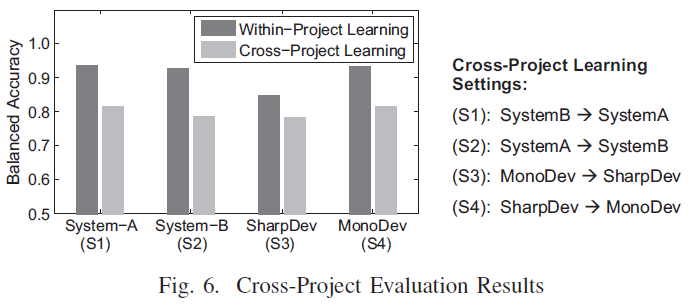 Within−Project Learning
Cross−Project Learning
Balanced Accuracy
1.0
0.9
0.8
0.7
0.6
0.5
System−A System−B SharpDev MonoDev
(S1) (S2) (S3) (S4)
Cross-Project Learning
Settings:
(S1): SystemB → SystemA
(S2): SystemA → SystemB
(S3): MonoDev → SharpDev
(S4): SharpDev → MonoDev
Fig. 6. Cross-Project Evaluation Results